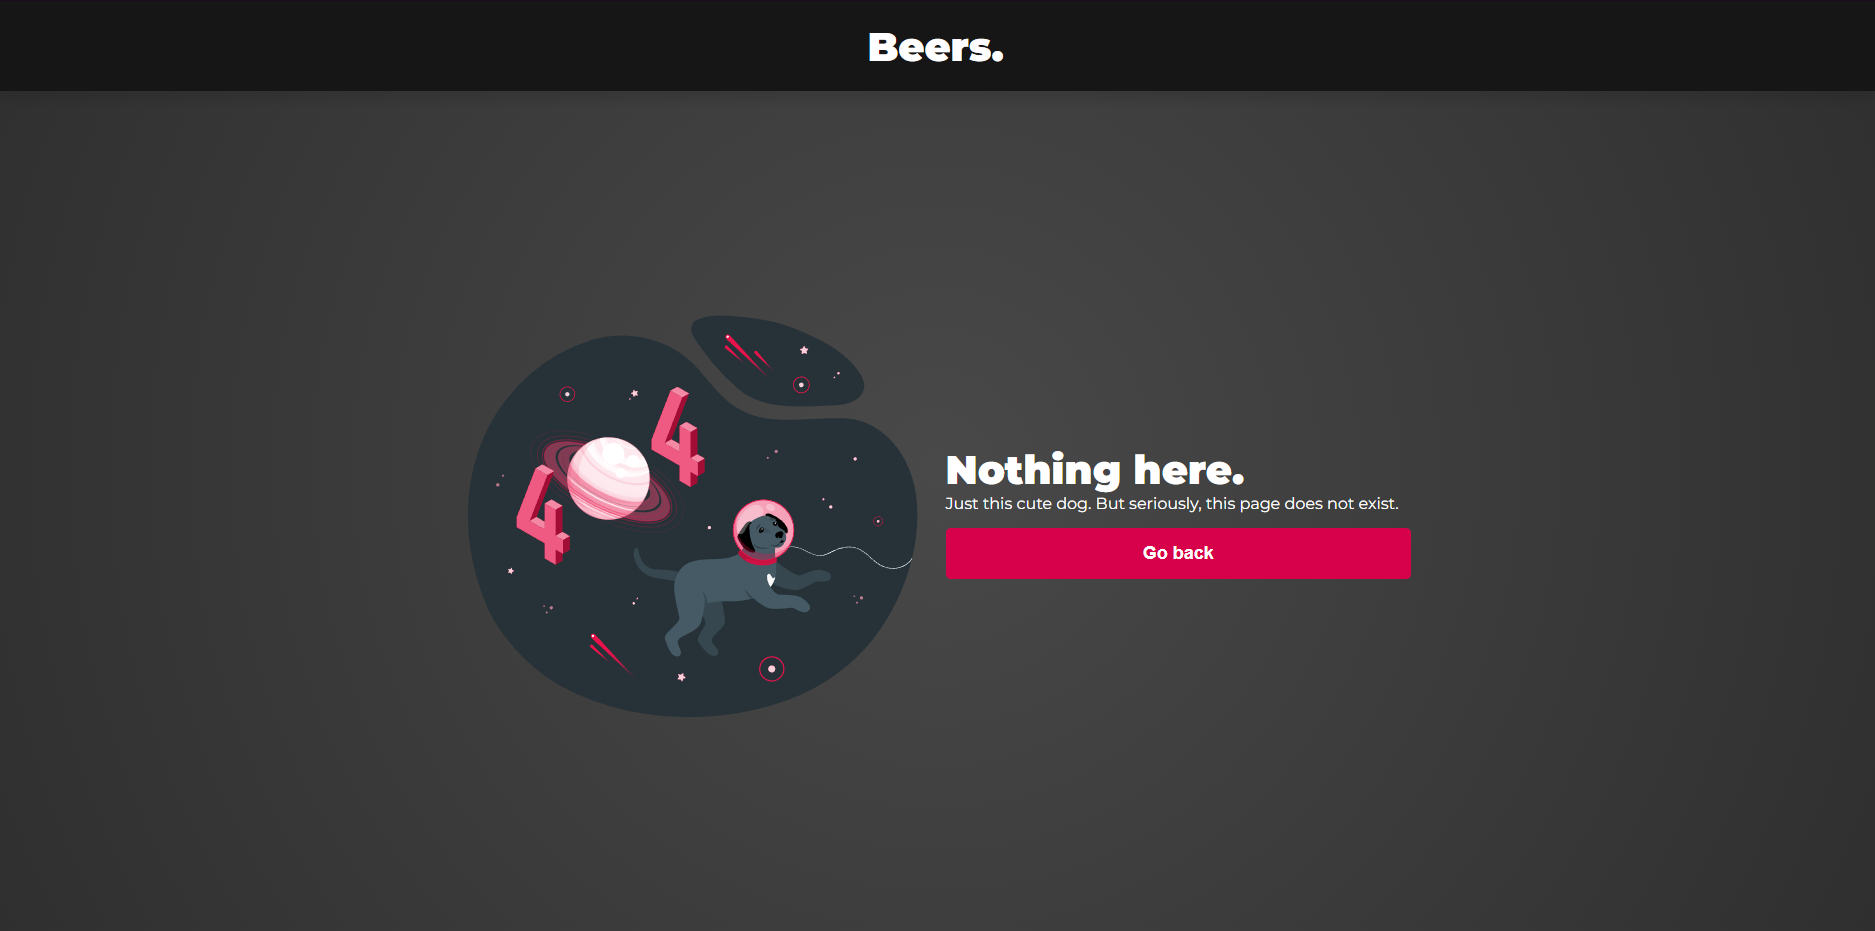 Beers.
4 4
Nothing here.
Just this cute dog. But seriously, this page does not exist.
Go back